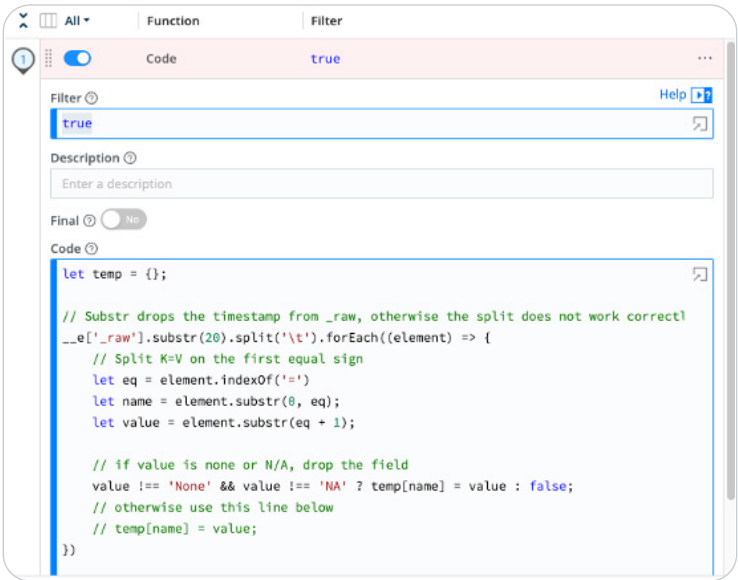 All Function Filter
1 Code true ...
Filter ? Help ?
true
Description ?
Enter a description
Final ? No
Code ?
let temp = {};
// Substr drops the timestamp from _raw, otherwise the split does not work correctl
__e['_raw'].substr(20).split('\t').forEach((element) => {
// Split K=V on the first equal sign
let eq = element.indexOf('=')
let name = element.substr(0, eq);
let value = element.substr(eq + 1);
// if value is none or N/A, drop the field
value !== 'None' && value !== 'NA' ? temp[name] = value : false;
// otherwise use this line below
// temp[name] = value;
})